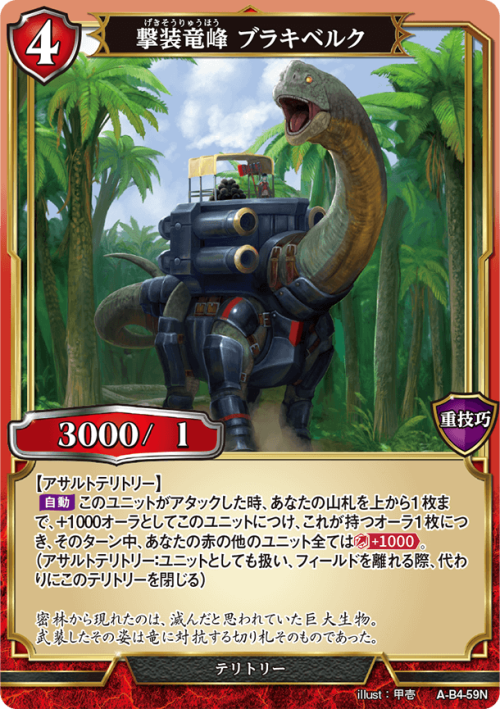 4
げきそうりゅうほう
撃装竜峰 ブラキベルク
3000/ 1
重技巧
【アサルトテリトリー】
自動 このユニットがアタックした時、あなたの山札を上から1枚ま
で、+1000オーラとしてこのユニットにつけ、これが持つオーラ1枚につ
き、そのターン中、あなたの赤の他のユニット全ては+1000。
(アサルトテリトリー:ユニットとしても扱い、フィールドを離れる際、代わ
りにこのテリトリーを閉じる)
密林から現れたのは、滅んだと思われていた巨大生物。
武装したその姿は竜に対抗する切り札そのものであった。
テリトリー
illust:甲壱 A-B4-59N